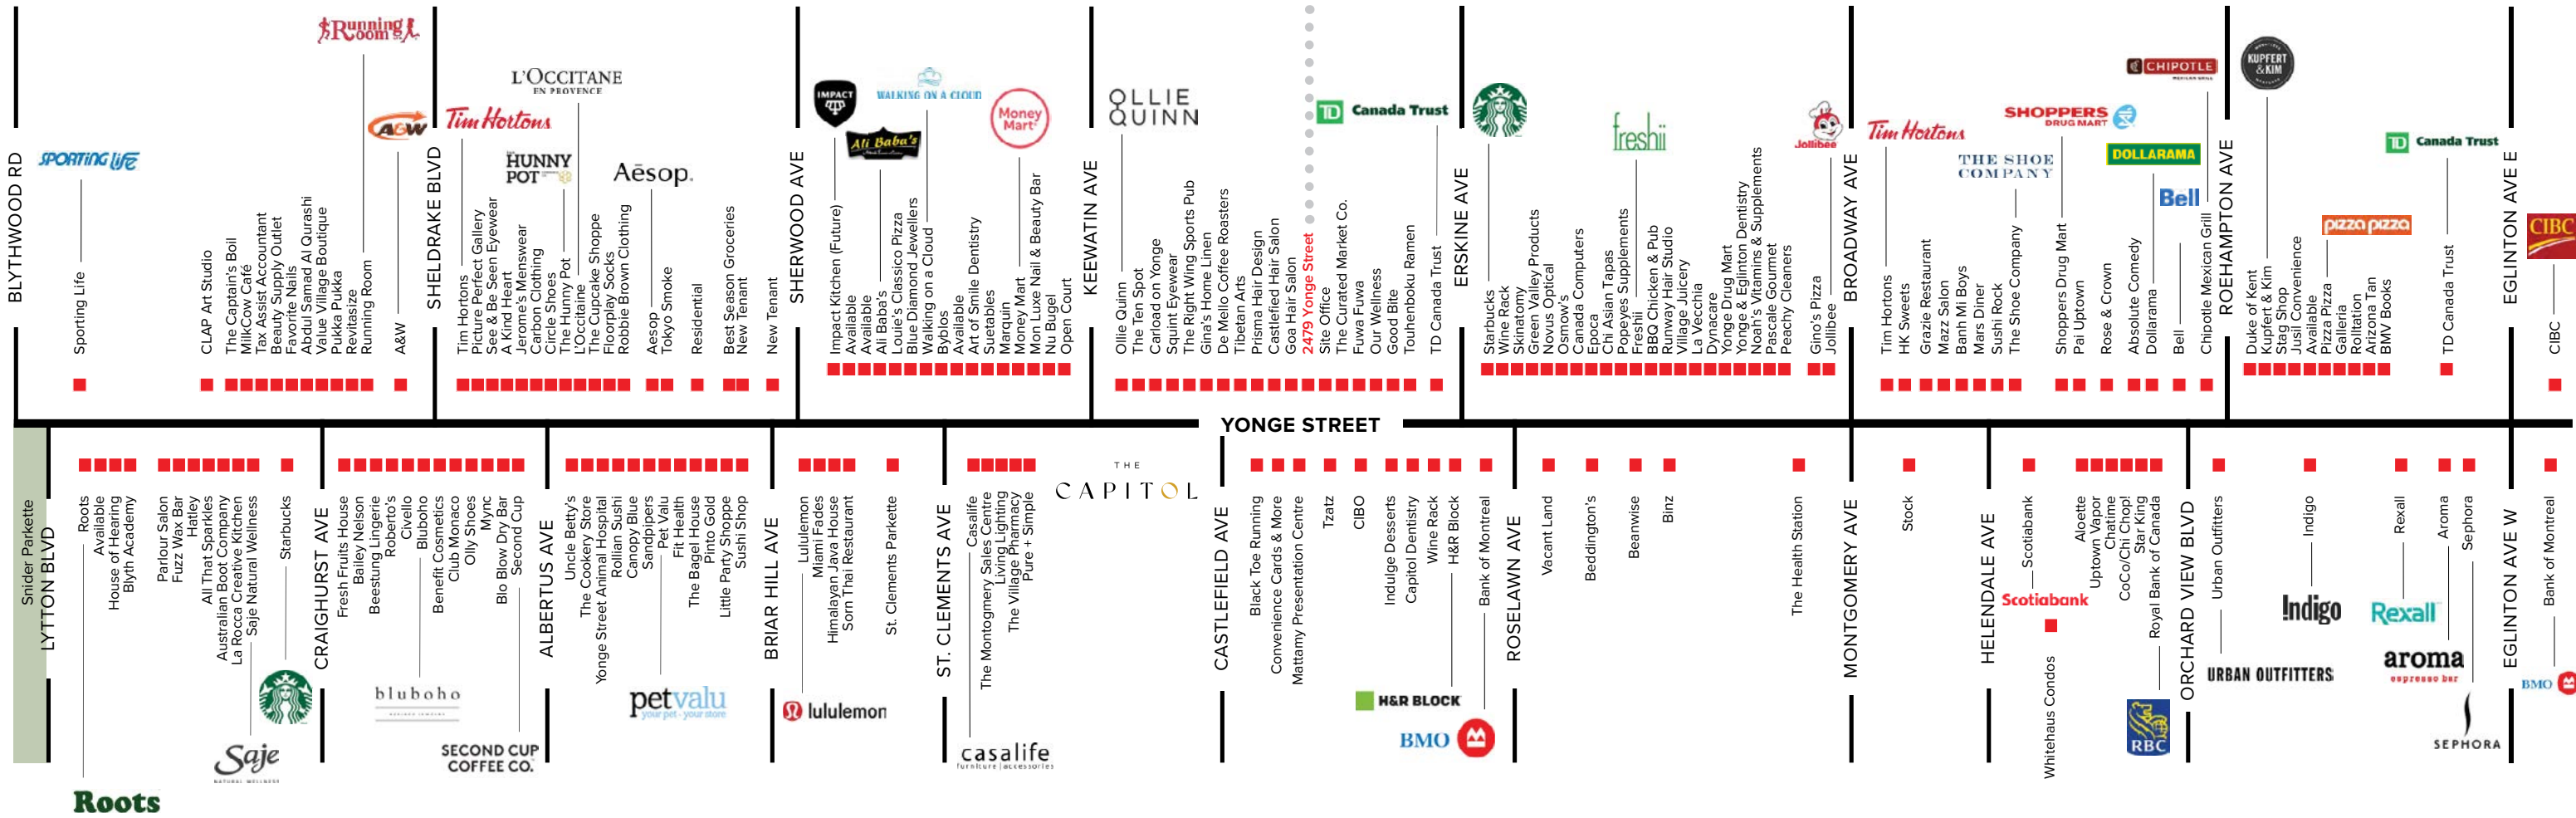 Running Room
L'OCCITANE
EN PROVENCE
Tim Hortons
A&W
HUNNY POT
Aēsop.
SPORTING LIFE
IMPACT
WALKING ON A CLOUD
Ali Baba's
Money Mart
OLLIE QUINN
TD Canada Trust
freshii
Jollibee
Tim Hortons
THE SHOE COMPANY
SHOPPERS DRUG MART
DOLLARAMA
Bell
CHIPOTLE
MEXICAN GRILL
KUPFERT & KIM
pizza pizza
TD Canada Trust
CIBC
BLYTHWOOD RD
Sporting Life
CLAP Art Studio
The Captain's Boil
MilkCow Café
Tax Assist Accountant
Beauty Supply Outlet
Favorite Nails
Abdul Samad Al Qurashi
Value Village Boutique
Pukka Pukka
Revitasize
Running Room
A&W
SHELDRAKE BLVD
Tim Hortons
Picture Perfect Gallery
See & Be Seen Eyewear
A Kind Heart
Jerome's Menswear
Carbon Clothing
Circle Shoes
The Hunny Pot
L'Occitaine
The Cupcake Shoppe
Floorplay Socks
Robbie Brown Clothing
Aesop
Tokyo Smoke
Residential
Best Season Groceries
New Tenant
New Tenant
SHERWOOD AVE
Impact Kitchen (Future)
Available
Available
Ali Baba's
Louie's Classico Pizza
Blue Diamond Jewellers
Walking on a Cloud
Byblos
Available
Art of Smile Dentistry
Suetables
Marquin
Money Mart
Mon Luxe Nail & Beauty Bar
Nu Bugel
Open Court
KEEWATIN AVE
Ollie Quinn
The Ten Spot
Carload on Yonge
Squint Eyewear
The Right Wing Sports Pub
Gina's Home Linen
De Mello Coffee Roasters
Tibetan Arts
Prisma Hair Design
Castlefied Hair Salon
Goa Hair Salon
2479 Yonge Street
Site Office
The Curated Market Co.
Fuwa Fuwa
Our Wellness
Good Bite
Touhenboku Ramen
TD Canada Trust
ERSKINE AVE
Starbucks
Wine Rack
Skinatomy
Green Valley Products
Novus Optical
Osmow's
Canada Computers
Epoca
Chi Asian Tapas
Popeyes Supplements
Freshii
BBQ Chicken & Pub
Runway Hair Studio
Village Juicery
La Vecchia
Dynacare
Yonge Drug Mart
Yonge & Eglinton Dentistry
Noah's Vitamins & Supplements
Pascale Gourmet
Peachy Cleaners
Gino's Pizza
Jollibee
BROADWAY AVE
Tim Hortons
HK Sweets
Grazie Restaurant
Mazz Salon
Banh Mi Boys
Mars Diner
Sushi Rock
The Shoe Company
Shoppers Drug Mart
Pai Uptown
Rose & Crown
Absolute Comedy
Dollarama
Bell
Chipotle Mexican Grill
ROEHAMPTON AVE
Duke of Kent
Kupfert & Kim
Stag Shop
Jusil Convenience
Available
Pizza Pizza
Galleria
Rolltation
Arizona Tan
BMV Books
TD Canada Trust
EGLINTON AVE E
CIBC
YONGE STREET
Snider Parkette
LYTTON BLVD
Roots
Available
House of Hearing
Blyth Academy
Parlour Salon
Fuzz Wax Bar
Hatley
All That Sparkles
Australian Boot Company
La Rocca Creative Kitchen
Saje Natural Wellness
Starbucks
CRAIGHURST AVE
Fresh Fruits House
Bailey Nelson
Beestung Lingerie
Roberto's
Civello
Bluboho
Benefit Cosmetics
Club Monaco
Olly Shoes
Mync
Blo Blow Dry Bar
Second Cup
ALBERTUS AVE
Uncle Betty's
The Cookery Store
Yonge Street Animal Hospital
Rollian Sushi
Canopy Blue
Sandpipers
Pet Valu
Fit Health
The Bagel House
Pinto Gold
Little Party Shoppe
Sushi Shop
BRIAR HILL AVE
Lululemon
Miami Fades
Himalayan Java House
Sorn Thai Restaurant
St. Clements Parkette
ST. CLEMENTS AVE
Casalife
The Montogmery Sales Centre
Living Lighting
The Village Pharmacy
Pure + Simple
THE
CAPITOL
CASTLEFIELD AVE
Black Toe Running
Convenience Cards & More
Mattamy Presentation Centre
Tzatz
CIBO
Indulge Desserts
Capitol Dentistry
Wine Rack
H&R Block
Bank of Montreal
ROSELAWN AVE
Vacant Land
Beddington's
Beanwise
Binz
The Health Station
MONTGOMERY AVE
Stock
HELENDALE AVE
Scotiabank
Whitehaus Condos
Aloette
Uptown Vapor
Chatime
CoCo/Chi Chop!
Star King
Royal Bank of Canada
ORCHARD VIEW BLVD
Urban Outfitters
Indigo
Rexall
Aroma
Sephora
EGLINTON AVE W
Bank of Montreal
Roots
Saje
NATURAL WELLNESS
bluboho
SECOND CUP
COFFEE CO.
petvalu
your pet - your store
lululemon
casalife
furniture | accessories
H&R BLOCK
BMO
Scotiabank
RBC
URBAN OUTFITTERS
Indigo
Rexall
aroma
espresso bar
SEPHORA
BMO